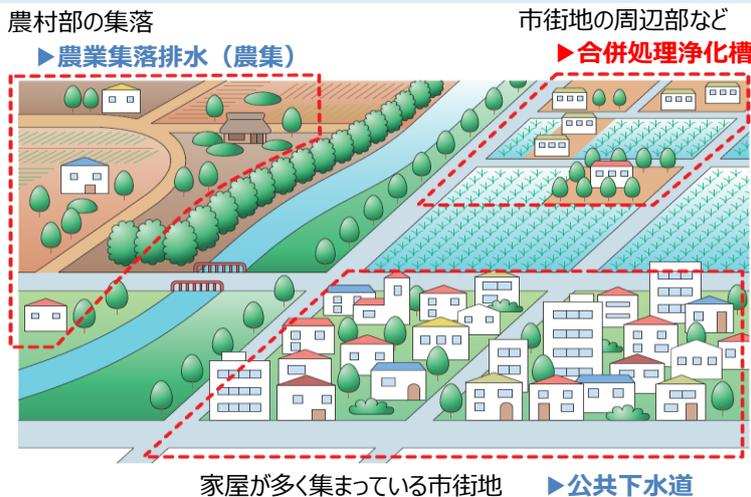 農村部の集落
▶農業集落排水（農集）
市街地の周辺部など
▶合併処理浄化槽
家屋が多く集まっている市街地　▶公共下水道